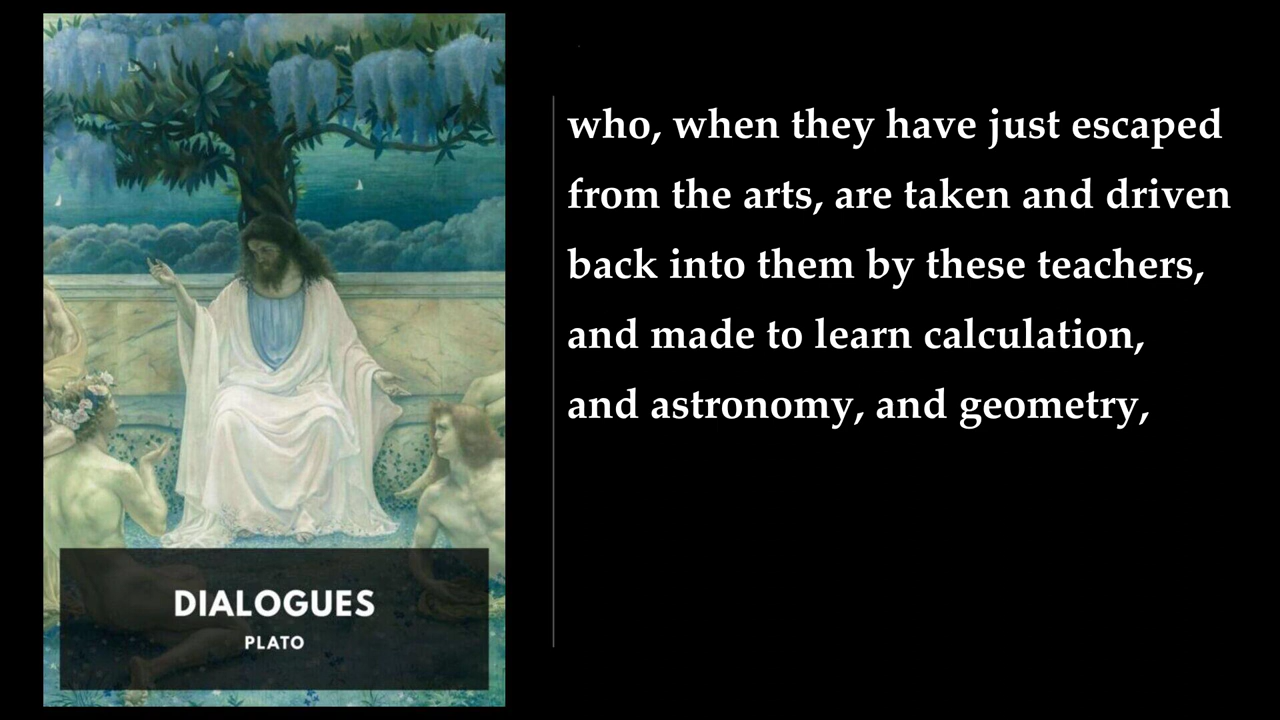 DIALOGUES
PLATO
who, when they have just escaped
from the arts, are taken and driven
back into them by these teachers,
and made to learn calculation,
and astronomy, and geometry,